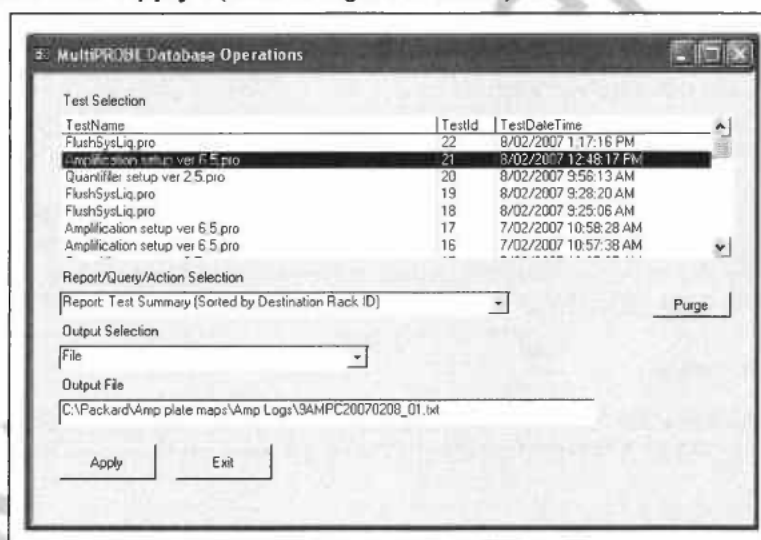 MultiPROBE Database Operations
Test Selection
TestName TestId TestDateTime
FlushSysLiq.pro 22 8/02/2007 1:17:16 PM
Amplification setup ver 6.5.pro 21 8/02/2007 12:48:17 PM
Quantifiler setup ver 2.5.pro 20 8/02/2007 9:56:13 AM
FlushSysLiq.pro 19 8/02/2007 9:28:20 AM
FlushSysLiq.pro 18 8/02/2007 9:25:06 AM
Amplification setup ver 6.5.pro 17 7/02/2007 10:58:28 AM
Amplification setup ver 6.5.pro 16 7/02/2007 10:57:38 AM
Report/Query/Action Selection
Report: Test Summary (Sorted by Destination Rack ID)
Purge
Output Selection
File
Output File
C:\Packard\Amp plate maps\Amp Logs\9AMPC20070208_01.txt
Apply Exit